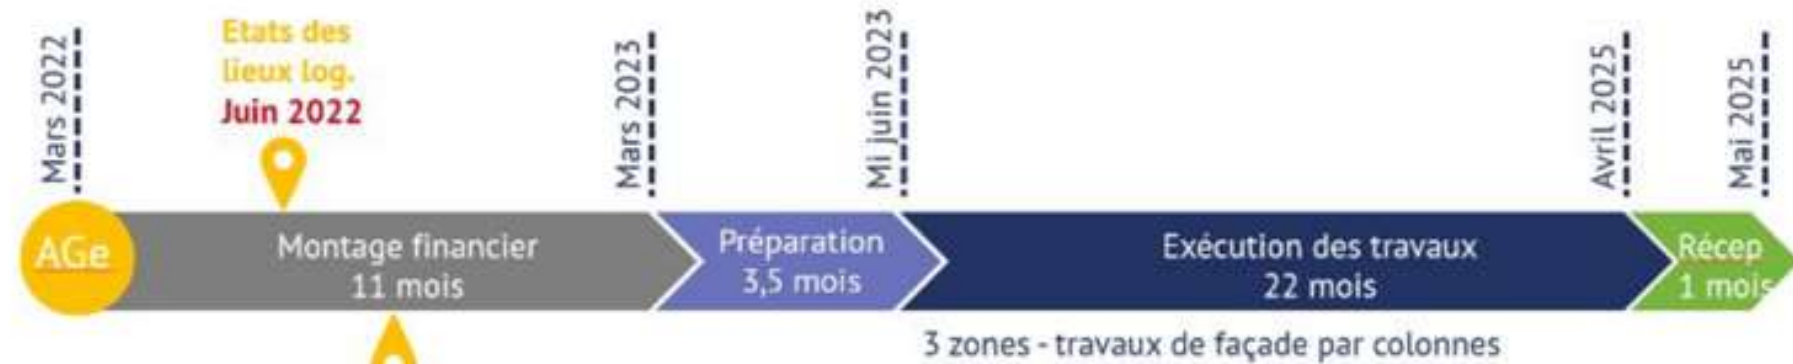 Mars 2022
Etats des
lieux log.
Juin 2022
Mars 2023
Mi juin 2023
Avril 2025
Mai 2025
AGe
Montage financier
11 mois
Préparation
3,5 mois
Exécution des travaux
22 mois
Récep
1 mois
3 zones - travaux de façade par colonnes